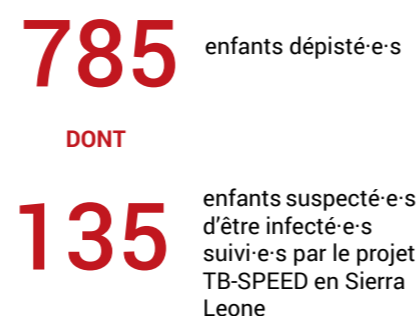 785
enfants dépisté·e·s
DONT
135
enfants suspecté·e·s
d’être infecté·e·s
suivi·e·s par le projet
TB-SPEED en Sierra
Leone